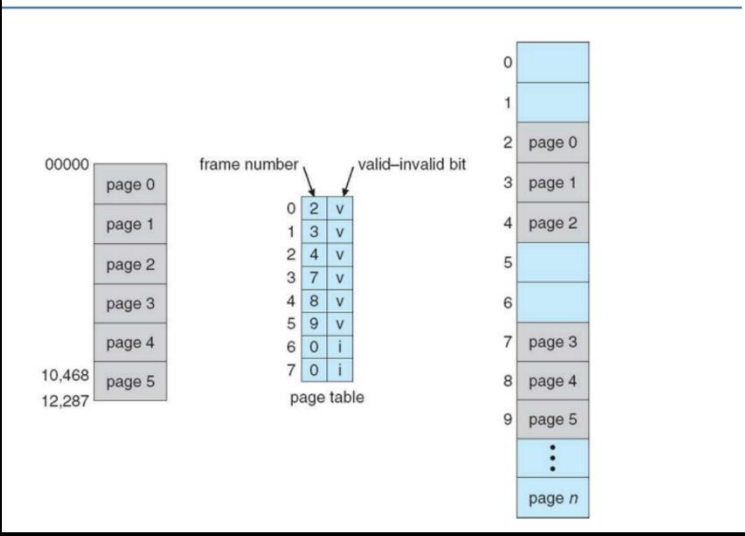 00000
page 0
page 1
page 2
page 3
page 4
10,468
page 5
12,287
frame number
valid–invalid bit
0 2 v
1 3 v
2 4 v
3 7 v
4 8 v
5 9 v
6 0 i
7 0 i
page table
0
1
2 page 0
3 page 1
4 page 2
5
6
7 page 3
8 page 4
9 page 5
page n